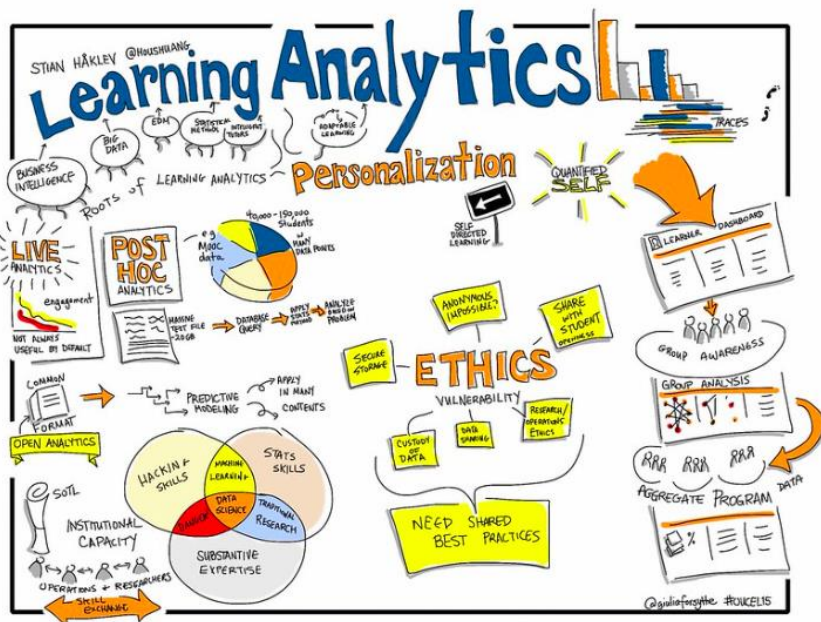 STIAN HÅKLEV @HOUSHUANG
Learning Analytics
TRACES
BUSINESS
INTELLIGENCE
BIG
DATA
EDM
STATISTICAL
METHODS
INTELLIGENT
TUTORS
ADAPTABLE
LEARNING
ROOTS of LEARNING ANALYTICS
Personalization
SELF
DIRECTED
LEARNING
QUANTIFIED
SELF
LEARNER DASHBOARD
GROUP AWARENESS
GROUP ANALYSIS
AGGREGATE PROGRAM DATA
%
LIVE
ANALYTICS
engagement
NOT ALWAYS
USEFUL BY DEFAULT
POST
HOC
ANALYTICS
e.g.
MOOC
data
40,000-150,000
students
w
MANY
DATA POINTS
MASSIVE
TEXT FILE
~20GB
DATABASE
QUERY
APPLY
STATS
METHOD
ANALYZE
BASED ON
PROBLEM
COMMON
FORMAT
OPEN ANALYTICS
PREDICTIVE
MODELING
APPLY
IN MANY
CONTENTS
HACKING
SKILLS
MACHINE
LEARNING
STATS
SKILLS
DATA
SCIENCE
DANGER
TRADITIONAL
RESEARCH
SUBSTANTIVE
EXPERTISE
SOTL
INSTITUTIONAL
CAPACITY
OPERATIONS + RESEARCHERS
SKILL
EXCHANGE
ANONYMOUS
IMPOSSIBLE?
SHARE
WITH
STUDENT
OPENNESS
SECURE
STORAGE
ETHICS
VULNERABILITY
CUSTODY
OF
DATA
DATA
SHARING
RESEARCH/
OPERATIONS
ETHICS
NEED SHARED
BEST PRACTICES
@giuliaforsythe #OUCEL15